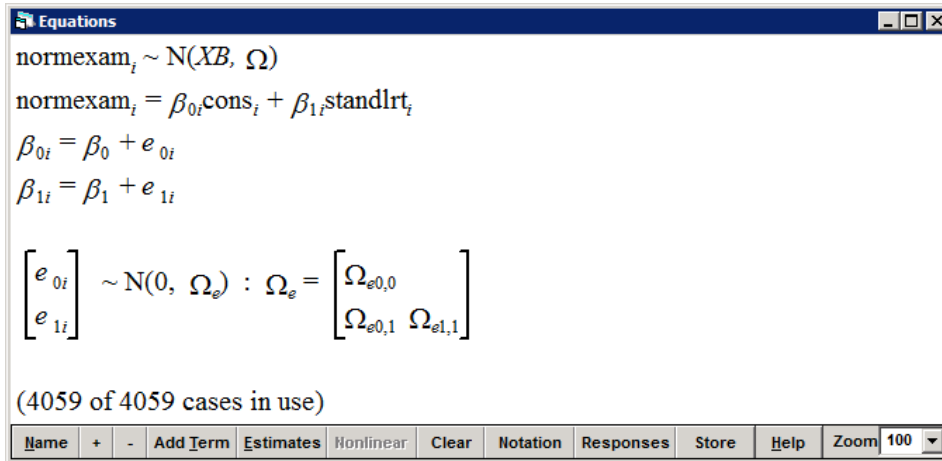 Equations
normexam_i ~ N(XB, Ω)
normexam_i = β_0i cons_i + β_1i standlrt_i
β_0i = β_0 + e_0i
β_1i = β_1 + e_1i
[e_0i] ~ N(0, Ω_e) : Ω_e = [Ω_e0,0]
[e_1i] [Ω_e0,1 Ω_e1,1]
(4059 of 4059 cases in use)
Name + - Add Term Estimates Nonlinear Clear Notation Responses Store Help Zoom 100